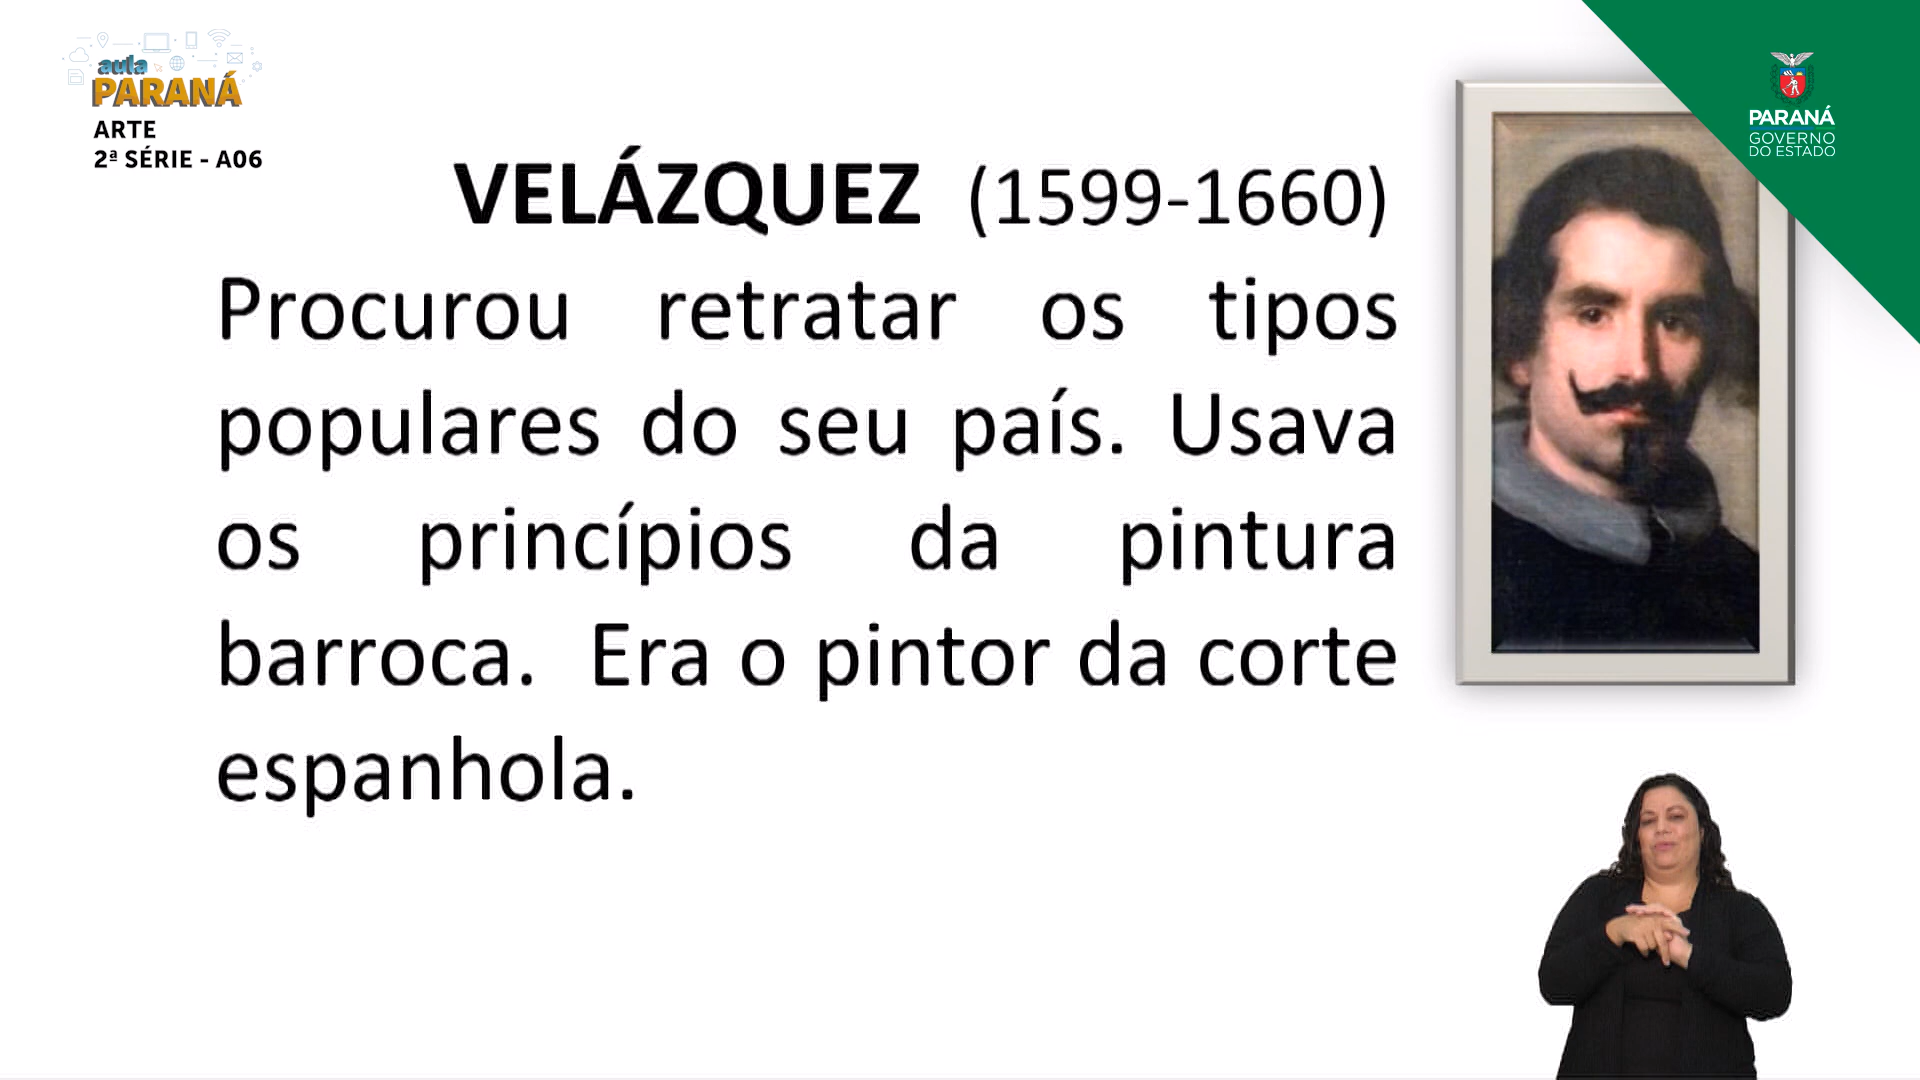 aula
PARANÁ
ARTE
2ª SÉRIE - A06
PARANÁ
GOVERNO
DO ESTADO
VELÁZQUEZ (1599-1660)
Procurou retratar os tipos
populares do seu país. Usava
os princípios da pintura
barroca. Era o pintor da corte
espanhola.